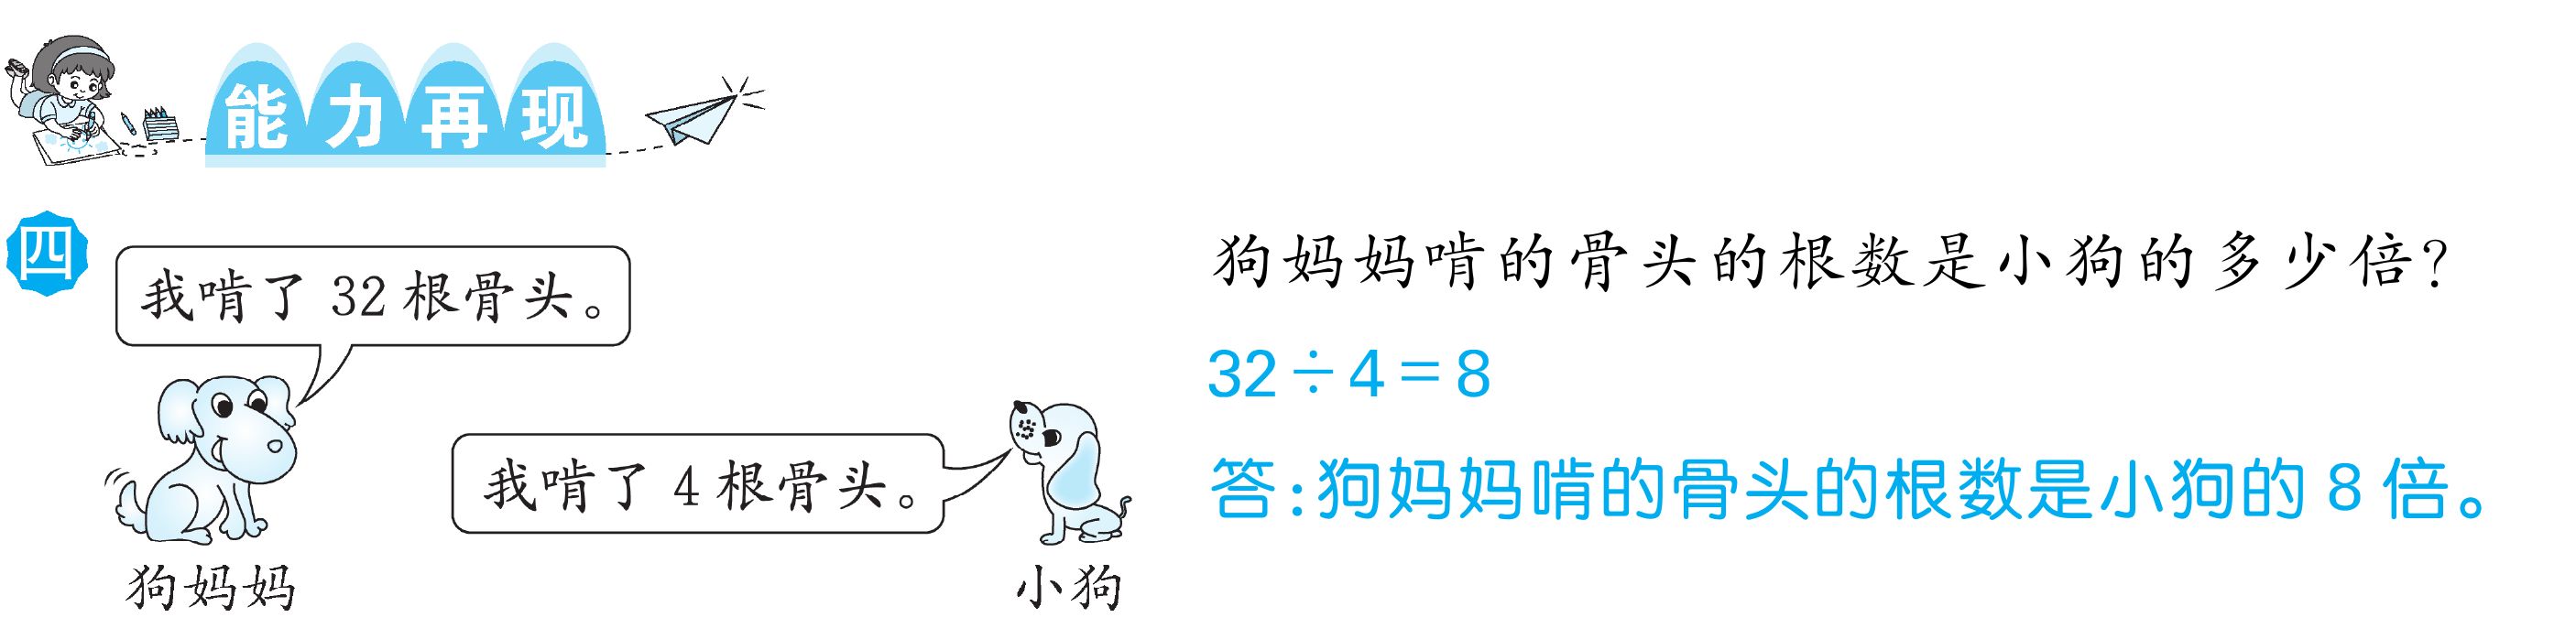 能力再现
四
我啃了 32 根骨头。
我啃了 4 根骨头。
狗妈妈
小狗
狗妈妈啃的骨头的根数是小狗的多少倍?
32÷4=8
答:狗妈妈啃的骨头的根数是小狗的 8 倍。